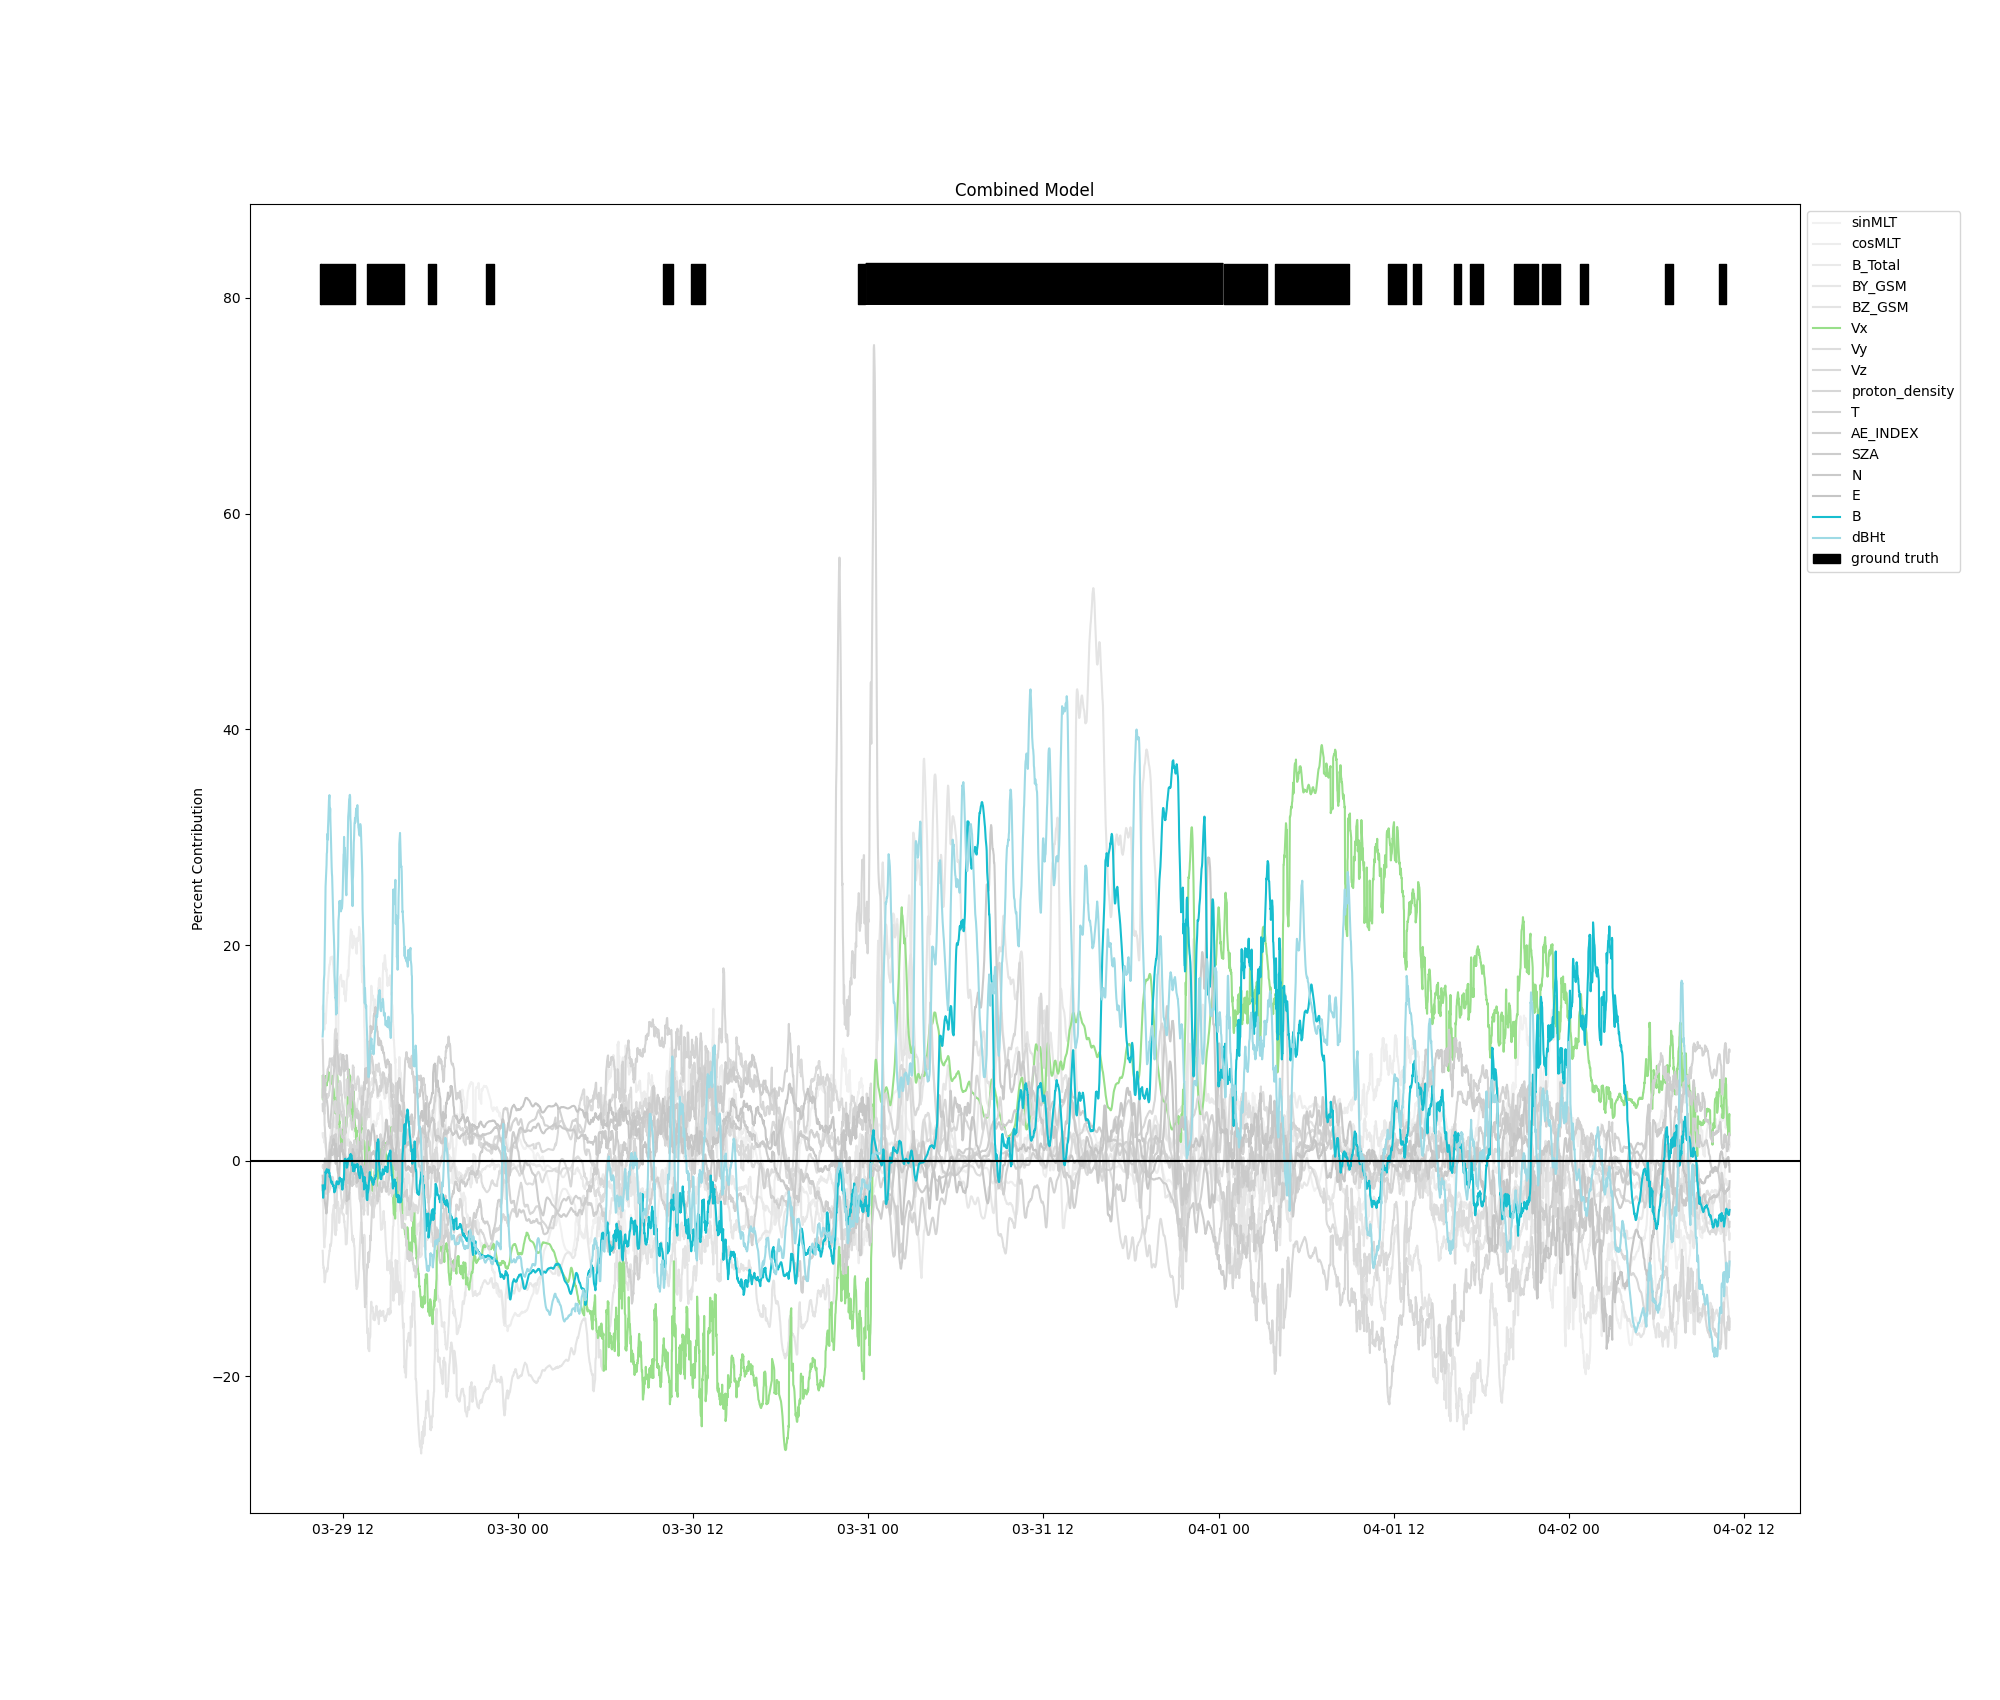 Combined Model
Percent Contribution
80
60
40
20
0
−20
03-29 12
03-30 00
03-30 12
03-31 00
03-31 12
04-01 00
04-01 12
04-02 00
04-02 12
sinMLT
cosMLT
B_Total
BY_GSM
BZ_GSM
Vx
Vy
Vz
proton_density
T
AE_INDEX
SZA
N
E
B
dBHt
ground truth